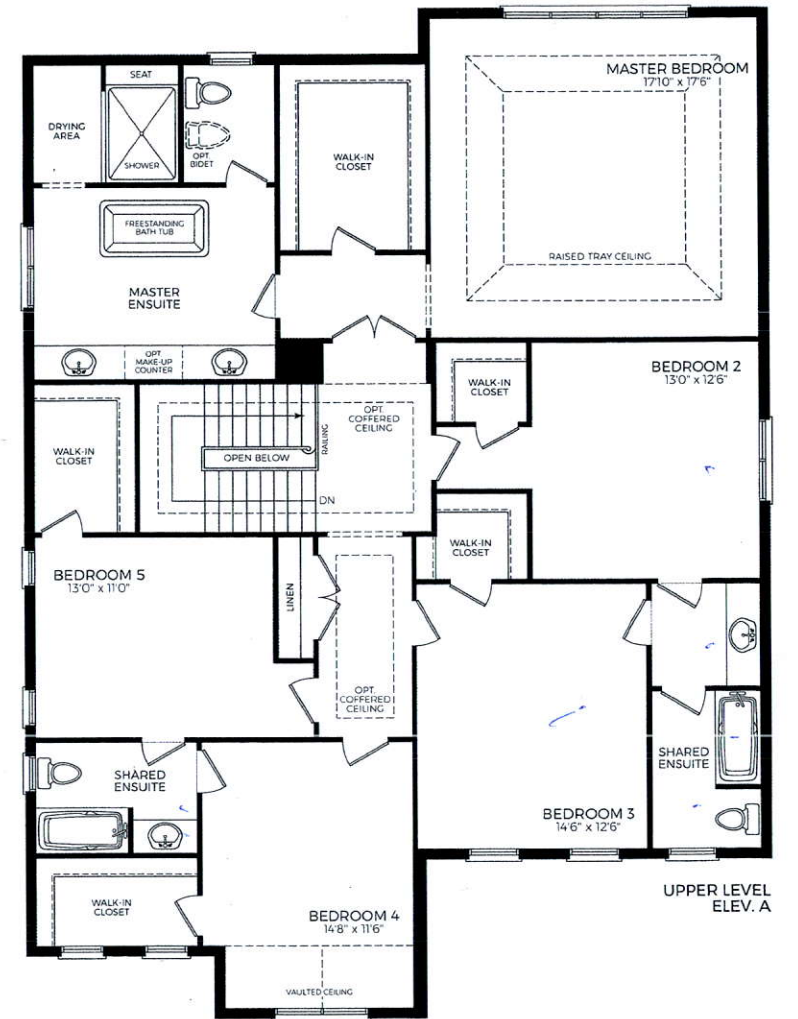 MASTER BEDROOM
17'10" x 17'6"
SEAT
DRYING
AREA
SHOWER
OPT.
BIDET
WALK-IN
CLOSET
FREESTANDING
BATH TUB
RAISED TRAY CEILING
MASTER
ENSUITE
OPT.
MAKE-UP
COUNTER
BEDROOM 2
13'0" x 12'6"
WALK-IN
CLOSET
OPT.
COFFERED
CEILING
RAILING
OPEN BELOW
WALK-IN
CLOSET
DN
WALK-IN
CLOSET
BEDROOM 5
13'0" x 11'0"
LINEN
OPT.
COFFERED
CEILING
SHARED
ENSUITE
SHARED
ENSUITE
BEDROOM 3
14'6" x 12'6"
WALK-IN
CLOSET
BEDROOM 4
14'8" x 11'6"
UPPER LEVEL
ELEV. A
VAULTED CEILING